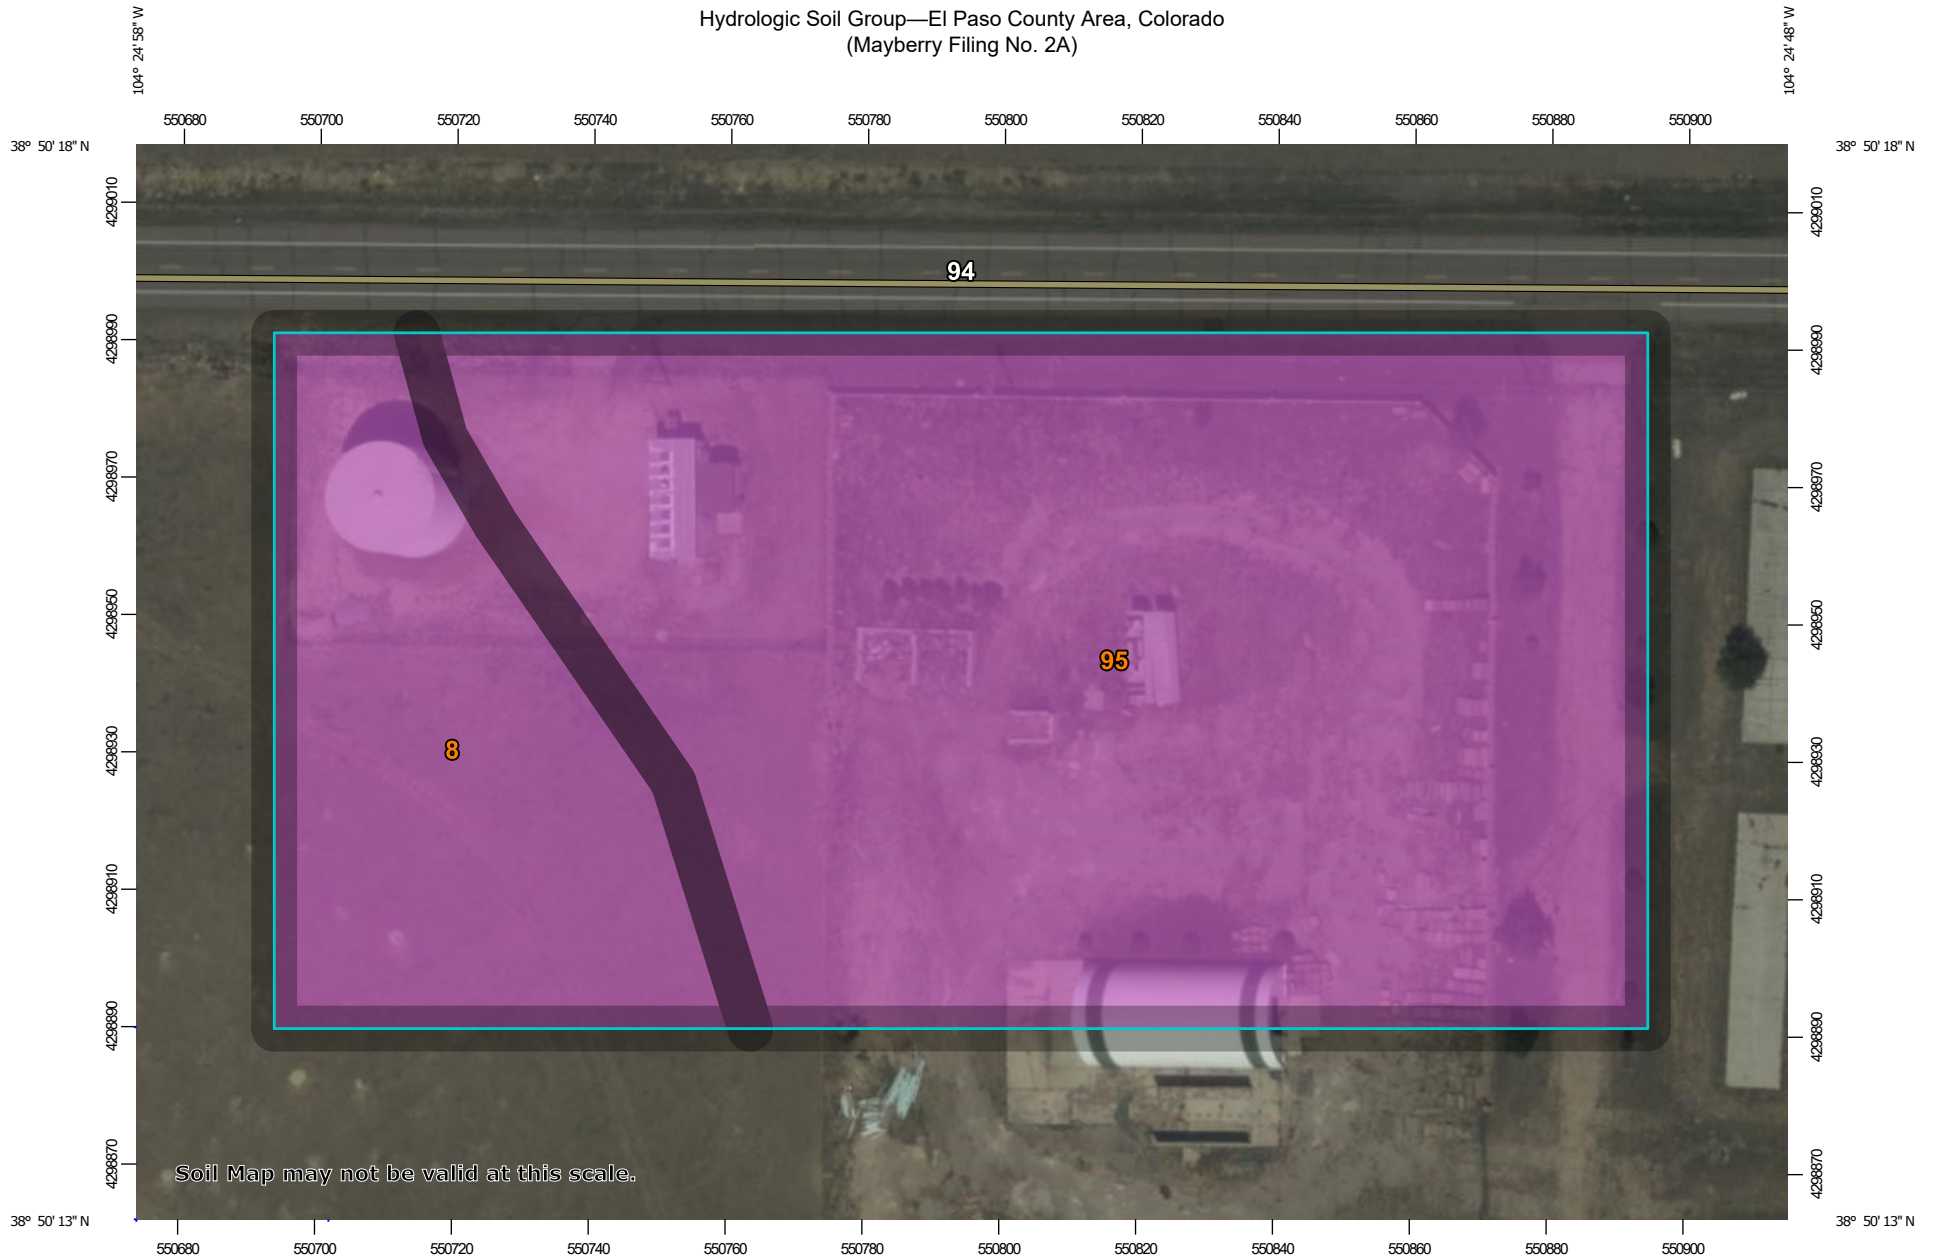 Hydrologic Soil Group—El Paso County Area, Colorado
(Mayberry Filing No. 2A)
104° 24' 58" W
104° 24' 48" W
550680 550700 550720 550740 550760 550780 550800 550820 550840 550860 550880 550900
38° 50' 18" N
38° 50' 18" N
4299010
4299010
94
4298990
4298990
4298970
4298970
4298950
4298950
95
8
4298930
4298930
4298910
4298910
4298890
4298890
4298870
4298870
Soil Map may not be valid at this scale.
38° 50' 13" N
38° 50' 13" N
550680 550700 550720 550740 550760 550780 550800 550820 550840 550860 550880 550900